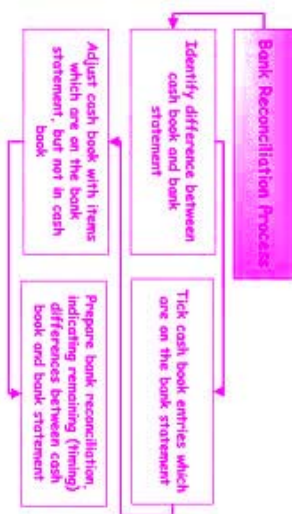 Bank Reconciliation Process
Identify difference between
cash book and bank
statement
Tick cash book entries which
are on the bank statement
Adjust cash book with items
which are on the bank
statement, but not in cash
book
Prepare bank reconciliation,
indicating remaining (timing)
differences between cash
book and bank statement